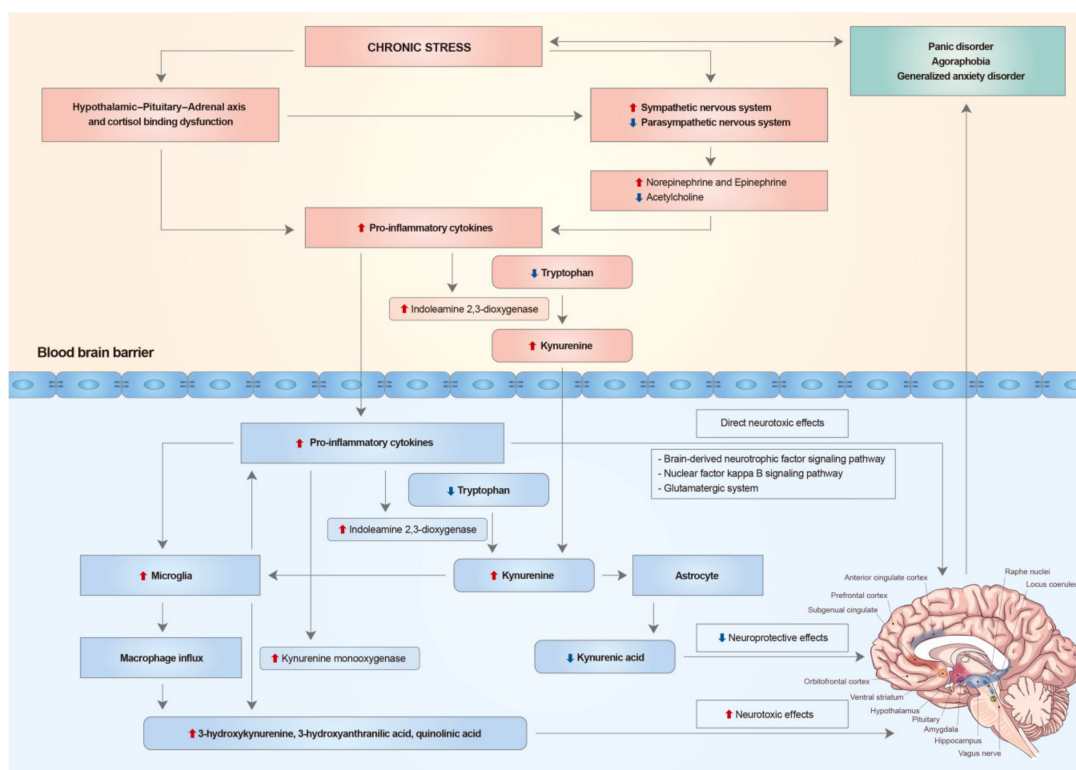 CHRONIC STRESS
Panic disorder
Agoraphobia
Generalized anxiety disorder
Hypothalamic–Pituitary–Adrenal axis
and cortisol binding dysfunction
Sympathetic nervous system
Parasympathetic nervous system
Norepinephrine and Epinephrine
Acetylcholine
Pro-inflammatory cytokines
Tryptophan
Indoleamine 2,3-dioxygenase
Kynurenine
Blood brain barrier
Direct neurotoxic effects
Pro-inflammatory cytokines
- Brain-derived neurotrophic factor signaling pathway
- Nuclear factor kappa B signaling pathway
- Glutamatergic system
Tryptophan
Indoleamine 2,3-dioxygenase
Microglia
Kynurenine
Astrocyte
Raphe nuclei
Locus coeruleu
Anterior cingulate cortex
Prefrontal cortex
Subgenual cingulate
Neuroprotective effects
Macrophage influx
Kynurenine monooxygenase
Kynurenic acid
Orbitofrontal cortex
Ventral striatum
Hypothalamus
Pituitary
Amygdala
Hippocampus
Vagus nerve
Neurotoxic effects
3-hydroxykynurenine, 3-hydroxyanthranilic acid, quinolinic acid